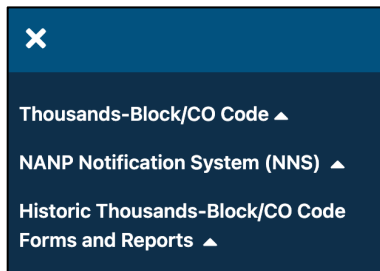 Thousands-Block/CO Code
NANP Notification System (NNS)
Historic Thousands-Block/CO Code
Forms and Reports